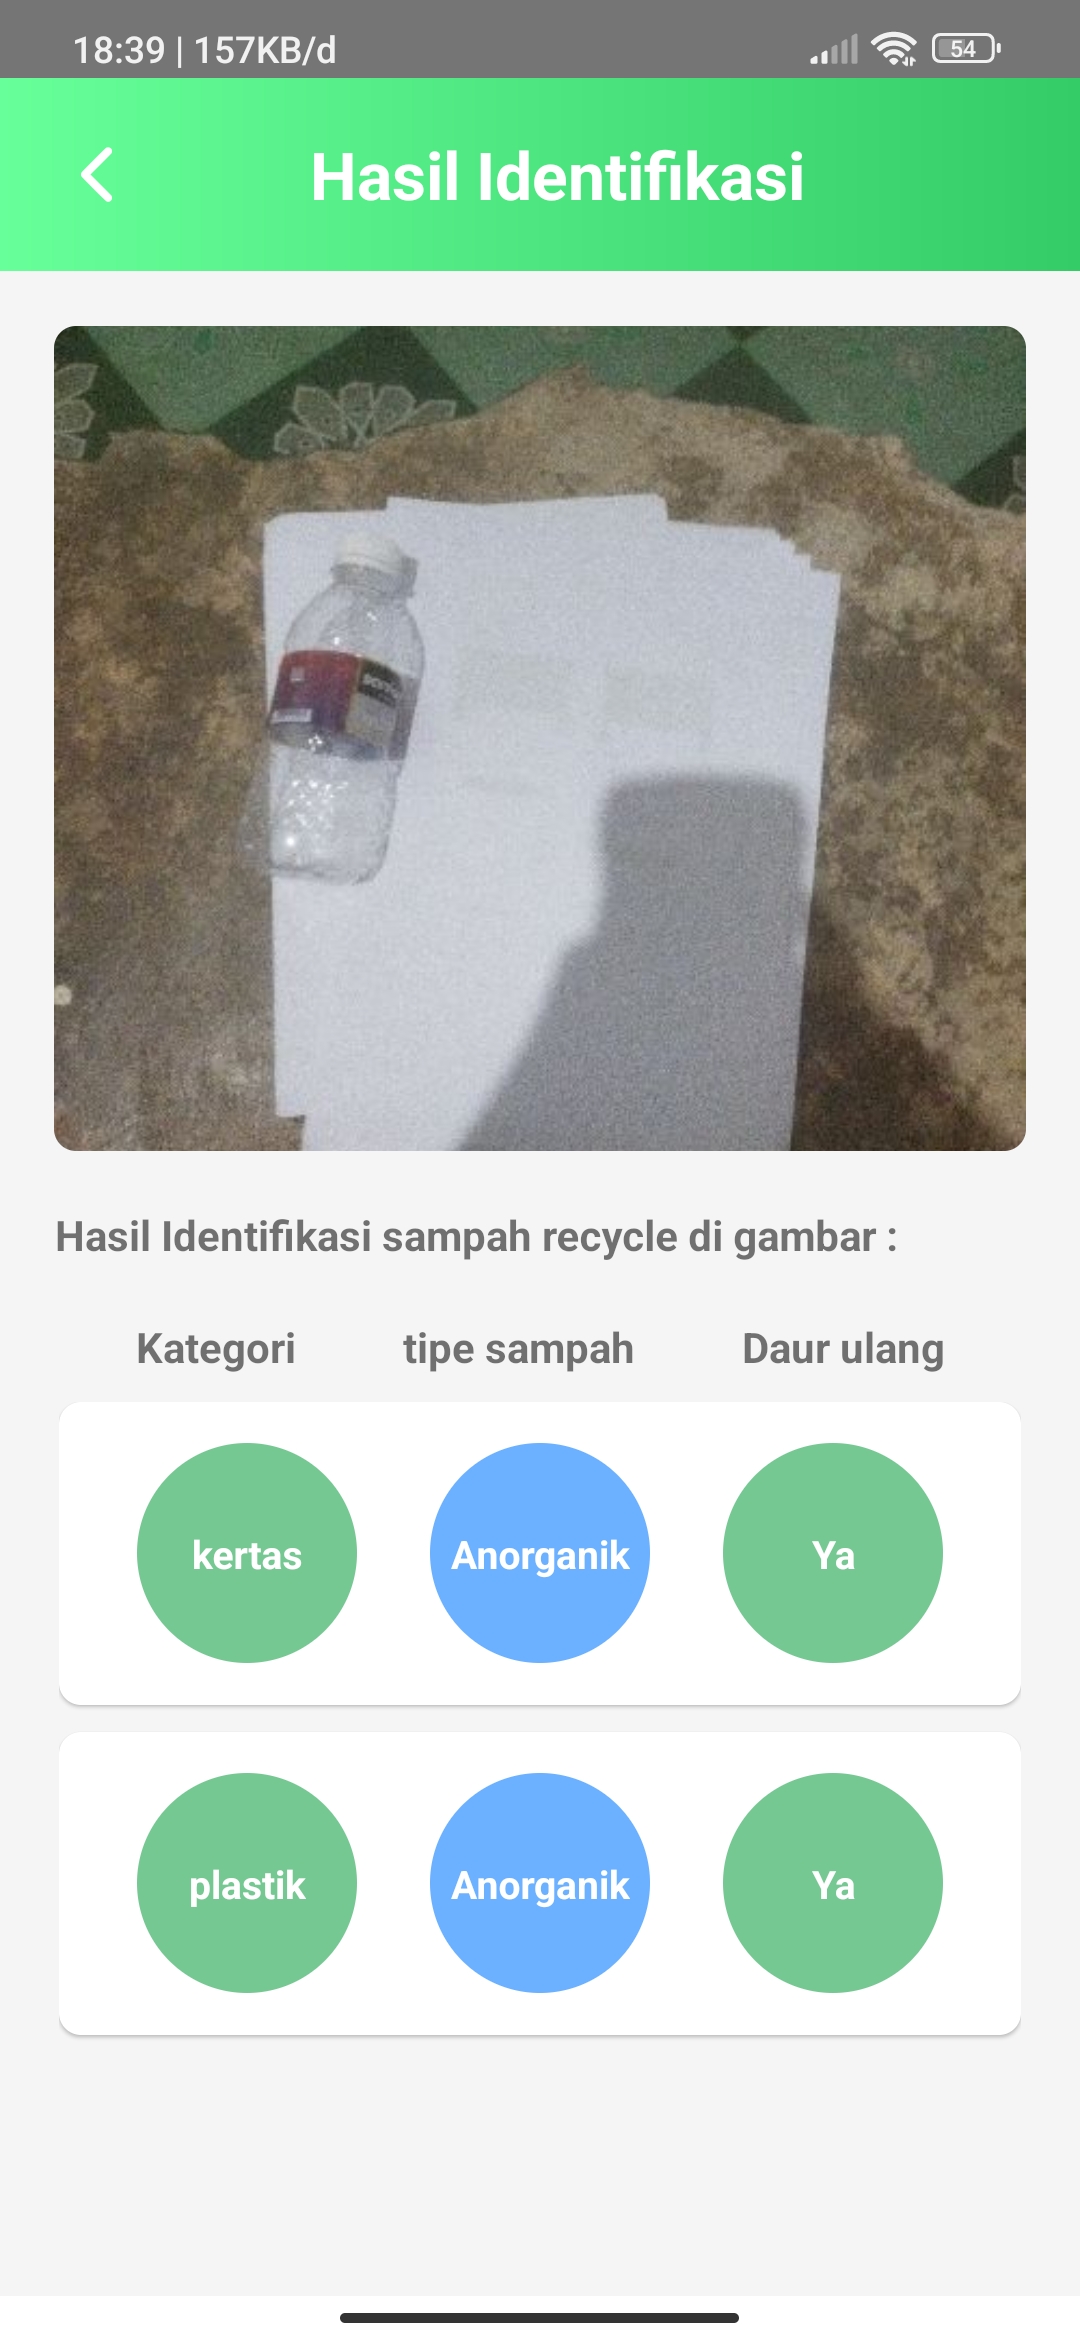 18:39 | 157KB/d
54
Hasil Identifikasi
Hasil Identifikasi sampah recycle di gambar :
Kategori tipe sampah Daur ulang
kertas Anorganik Ya
plastik Anorganik Ya